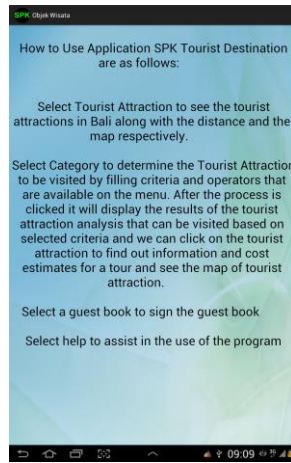 SPK Objek Wisata
How to Use Application SPK Tourist Destination
are as follows:
Select Tourist Attraction to see the tourist
attractions in Bali along with the distance and the
map respectively.
Select Category to determine the Tourist Attraction
to be visited by filling criteria and operators that
are available on the menu. After the process is
clicked it will display the results of the tourist
attraction analysis that can be visited based on
selected criteria and we can click on the tourist
attraction to find out information and cost
estimates for a tour and see the map of tourist
attraction.
Select a guest book to sign the guest book
Select help to assist in the use of the program
09:09